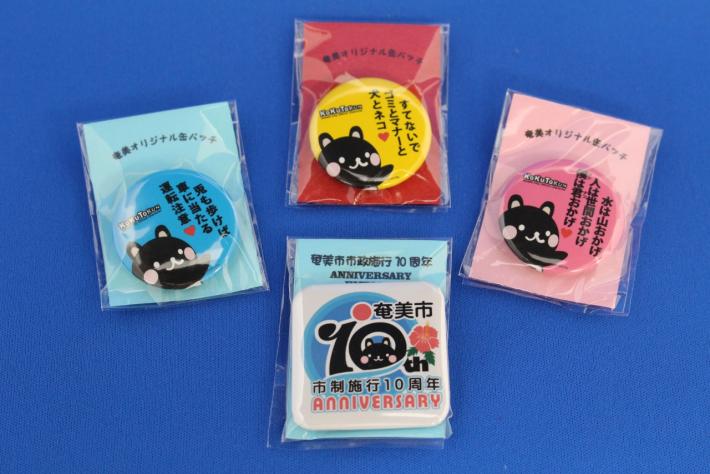 奄美オリジナル缶バッチ
KoKuToKUN
すてないで
ゴミとマナーと
犬とネコ♥
奄美オリジナル缶バッチ
KoKuToKUN
兎も歩けば
車に当たる
運転注意♥
奄美オリジナル缶バッチ
KoKuToKUN
水は山おかげ
人は世間おかげ
僕は君おかげ♥
奄美市市政施行10周年
ANNIVERSARY
奄美市
10th
市制施行10周年
ANNIVERSARY